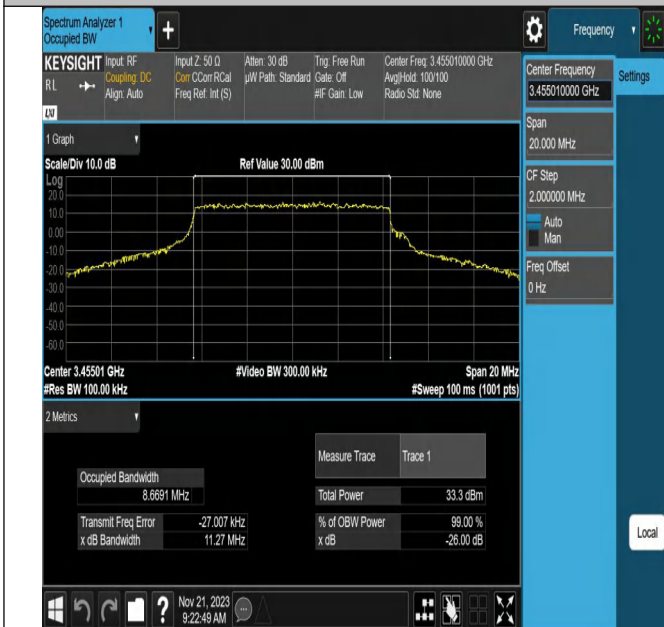 Spectrum Analyzer 1
Occupied BW
+
Frequency
KEYSIGHT
RL
LXI
Input: RF
Coupling: DC
Align: Auto
Input Z: 50 Ω
Corr CCorr RCal
Freq Ref: Int (S)
Atten: 30 dB
µW Path: Standard
Trig: Free Run
Gate: Off
#IF Gain: Low
Center Freq: 3.455010000 GHz
Avg|Hold: 100/100
Radio Std: None
Center Frequency
3.455010000 GHz
Settings
Span
20.000 MHz
CF Step
2.000000 MHz
Auto
Man
Freq Offset
0 Hz
1 Graph
Scale/Div 10.0 dB
Ref Value 30.00 dBm
Log
20.0
10.0
0.00
-10.0
-20.0
-30.0
-40.0
-50.0
-60.0
Center 3.45501 GHz
#Video BW 300.00 kHz
Span 20 MHz
#Res BW 100.00 kHz
#Sweep 100 ms (1001 pts)
2 Metrics
Measure Trace Trace 1
Occupied Bandwidth
8.6691 MHz
Total Power 33.3 dBm
Transmit Freq Error -27.007 kHz
% of OBW Power 99.00 %
x dB Bandwidth 11.27 MHz
x dB -26.00 dB
Local
?
Nov 21, 2023
9:22:49 AM